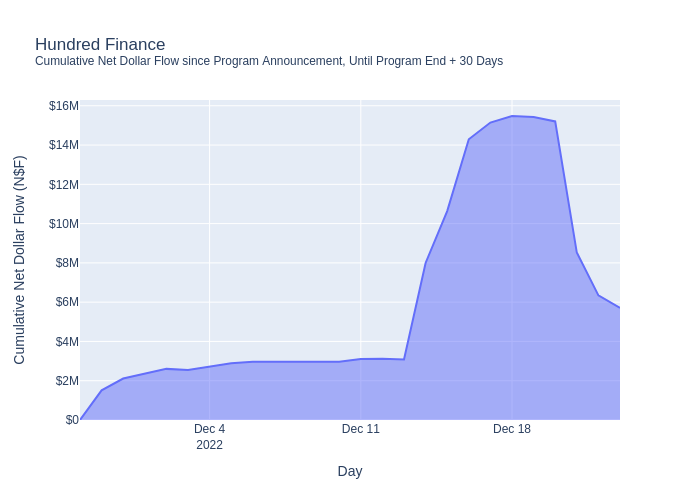 Hundred Finance
Cumulative Net Dollar Flow since Program Announcement, Until Program End + 30 Days
Cumulative Net Dollar Flow (N$F)
$16M
$14M
$12M
$10M
$8M
$6M
$4M
$2M
$0
Dec 4
2022
Dec 11
Dec 18
Day